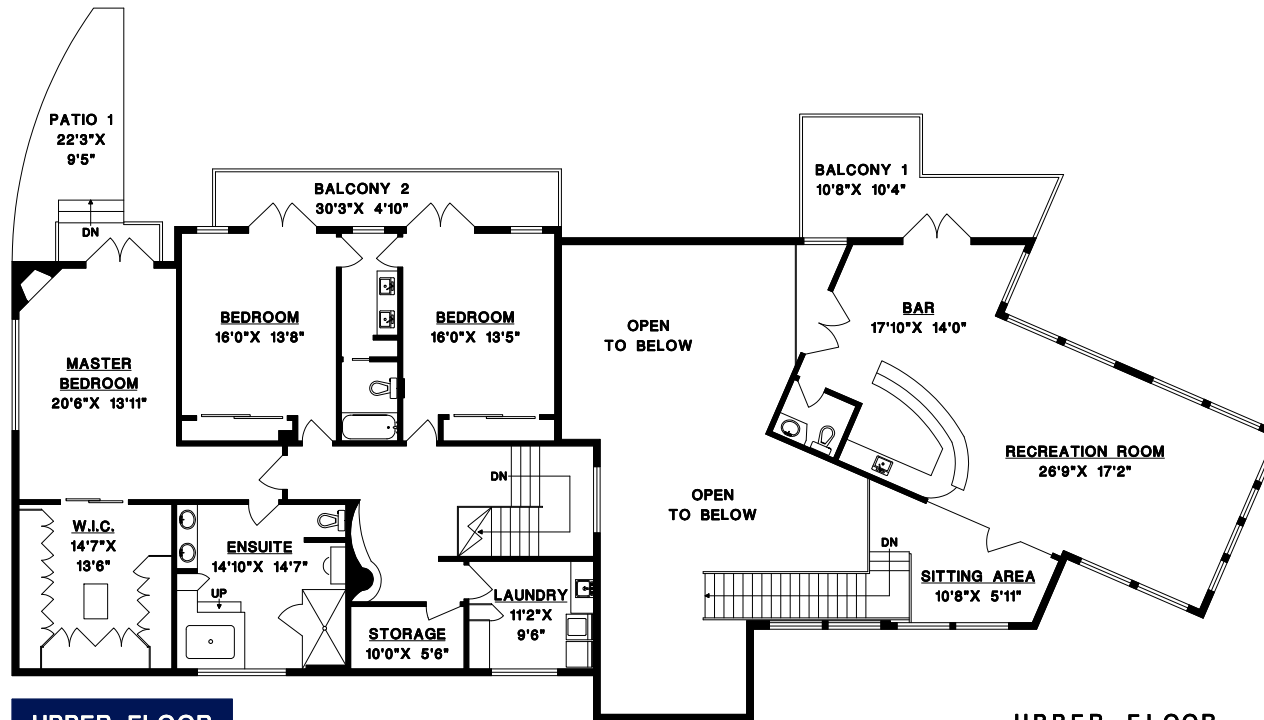 PATIO 1
22'3"X
9'5"
DN
BALCONY 2
30'3"X 4'10"
BALCONY 1
10'8"X 10'4"
BEDROOM
16'0"X 13'8"
BEDROOM
16'0"X 13'5"
OPEN
TO BELOW
BAR
17'10"X 14'0"
MASTER
BEDROOM
20'6"X 13'11"
RECREATION ROOM
26'9"X 17'2"
DN
OPEN
TO BELOW
W.I.C.
14'7"X
13'6"
ENSUITE
14'10"X 14'7"
UP
DN
SITTING AREA
10'8"X 5'11"
LAUNDRY
11'2"X
9'6"
STORAGE
10'0"X 5'6"
UPPER FLOOR
UPPER FLOOR